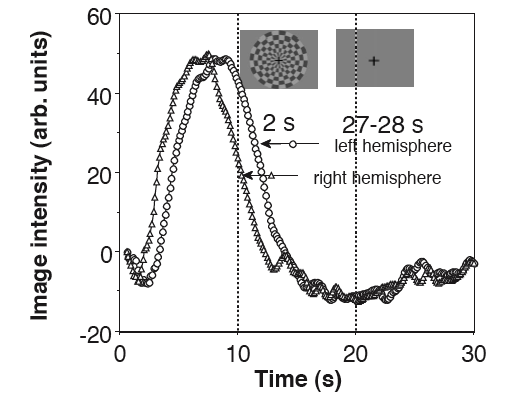 60
40
20
0
-20
Image intensity (arb. units)
2 s
27-28 s
left hemisphere
right hemisphere
0
10
20
30
Time (s)